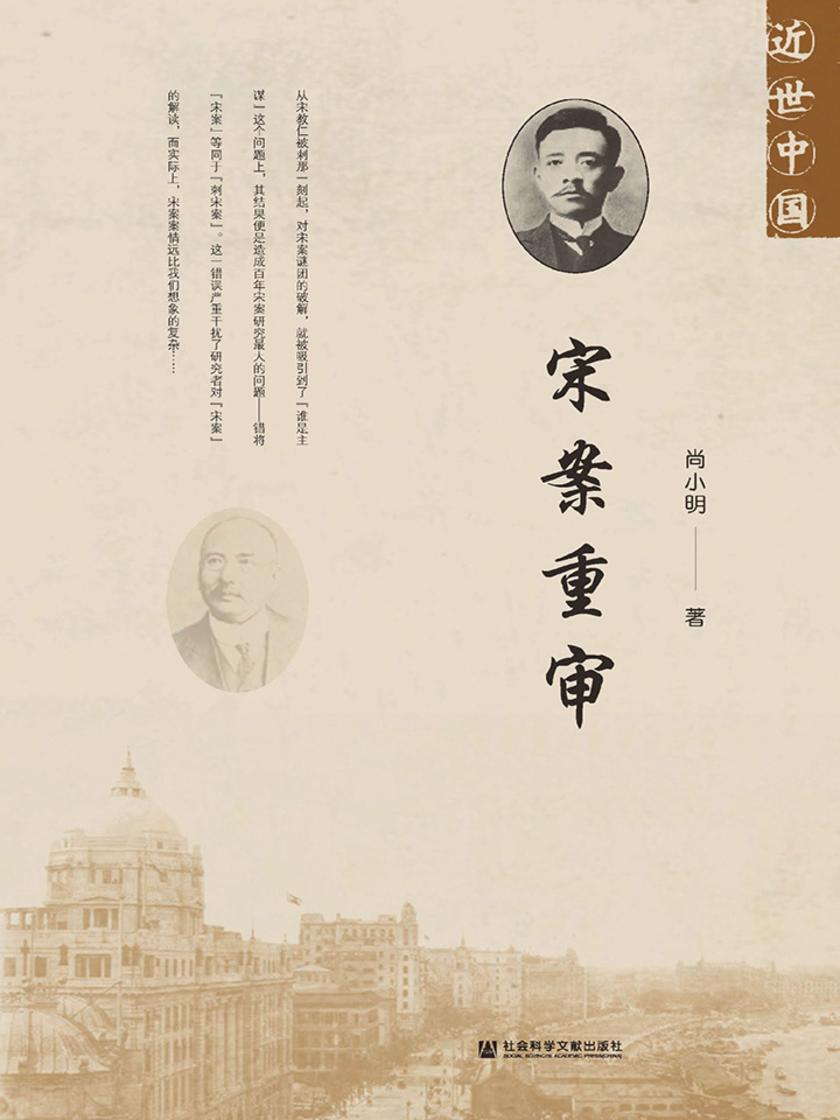 近世中国
宋案重审
尚小明——著
从宋教仁被刺那一刻起，对宋案谜团的破解，就被吸引到了「谁是主
谋」这个问题上，其结果便是造成百年宋案研究最大的问题——错将
「宋案」等同于「刺宋案」。这一错误严重干扰了研究者对「宋案」
的解读，而实际上，宋案案情远比我们想象的复杂……
社会科学文献出版社
SOCIAL SCIENCES ACADEMIC PRESS(CHINA)